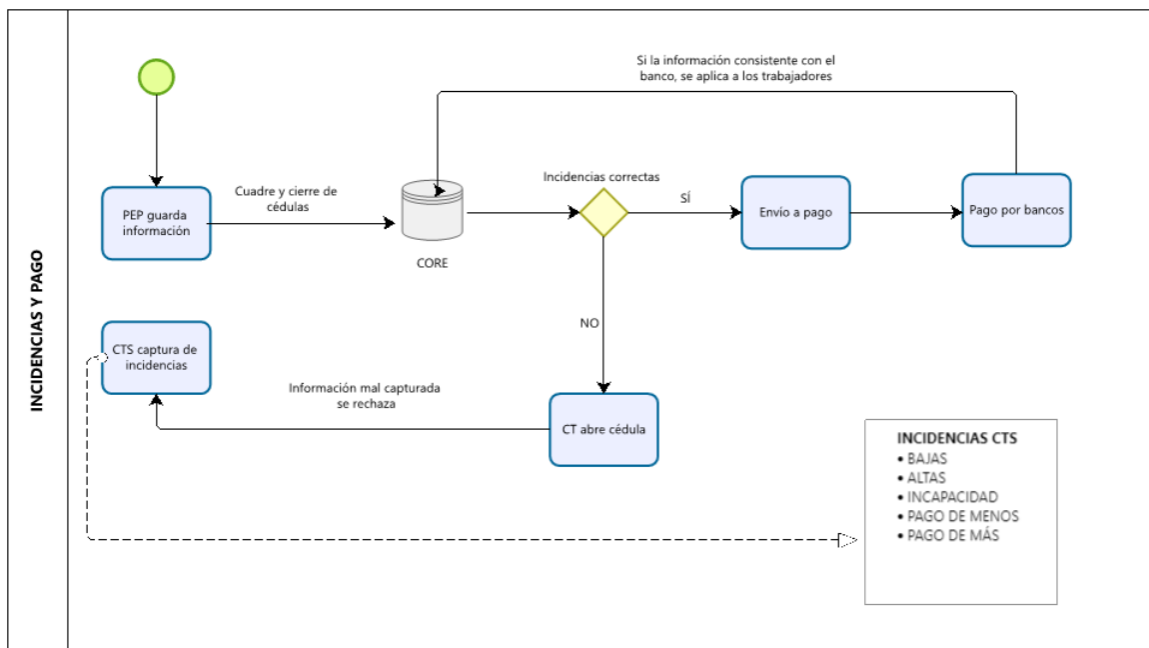 INCIDENCIAS Y PAGO
Si la información consistente con el
banco, se aplica a los trabajadores
PEP guarda
información
Cuadre y cierre de
cédulas
CORE
Incidencias correctas
SÍ
Envío a pago
Pago por bancos
NO
CTS captura de
incidencias
Información mal capturada
se rechaza
CT abre cédula
INCIDENCIAS CTS
• BAJAS
• ALTAS
• INCAPACIDAD
• PAGO DE MENOS
• PAGO DE MÁS